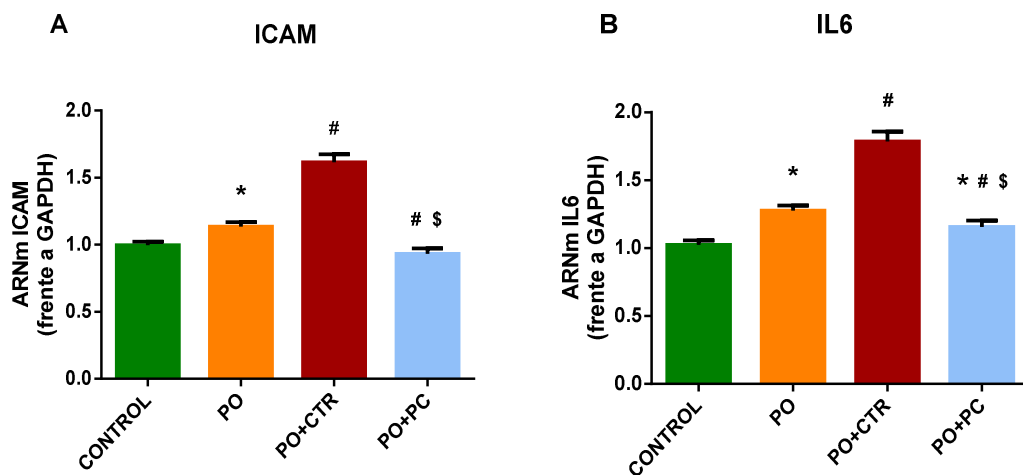 A
ICAM
ARNm ICAM
(frente a GAPDH)
2.0
1.5
1.0
0.5
0.0
*
#
# $
CONTROL
PO
PO+CTR
PO+PC
B
IL6
ARNm IL6
(frente a GAPDH)
2.0
1.5
1.0
0.5
0.0
*
#
* # $
CONTROL
PO
PO+CTR
PO+PC